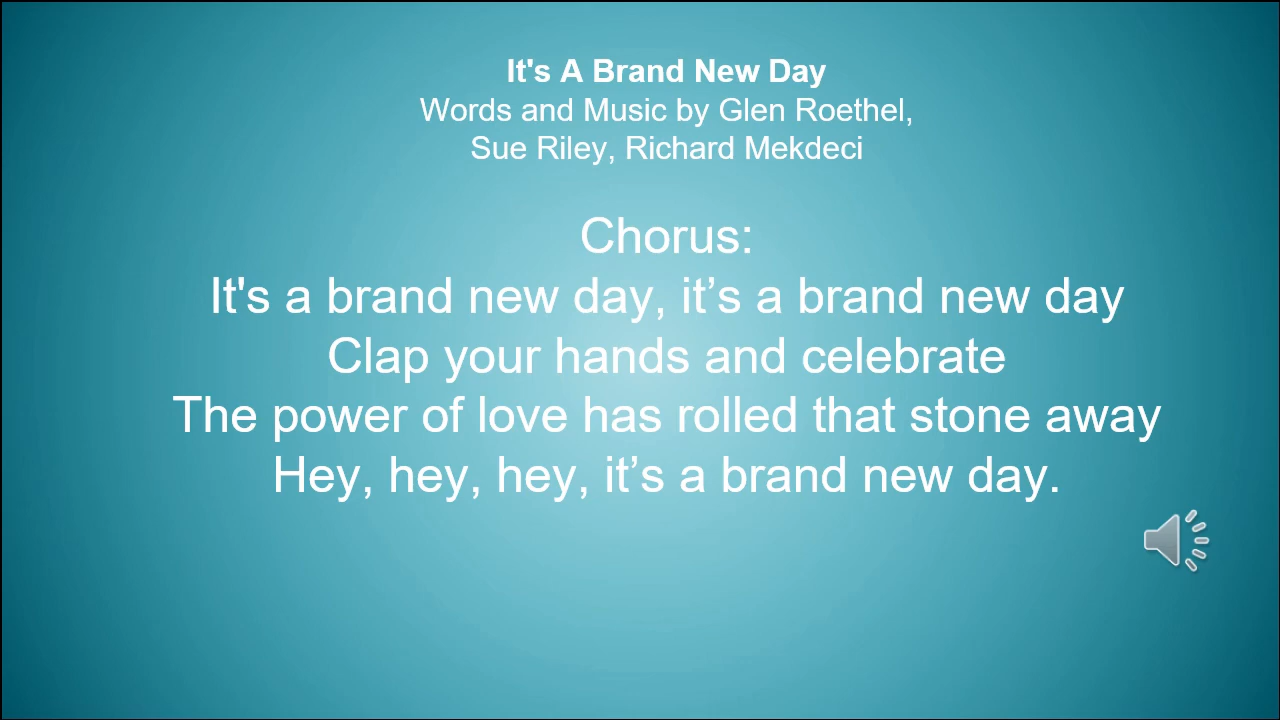 It's A Brand New Day
Words and Music by Glen Roethel,
Sue Riley, Richard Mekdeci
Chorus:
It's a brand new day, it’s a brand new day
Clap your hands and celebrate
The power of love has rolled that stone away
Hey, hey, hey, it’s a brand new day.